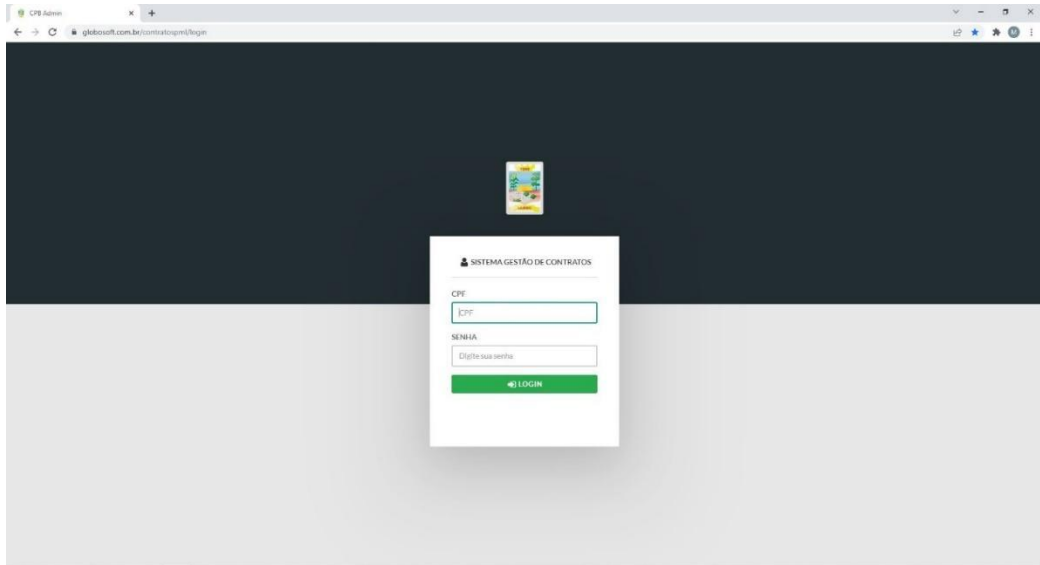 CPB Admin
globosoft.com.br/contratospml/login
M
SISTEMA GESTÃO DE CONTRATOS
CPF
CPF
SENHA
Digite sua senha
LOGIN